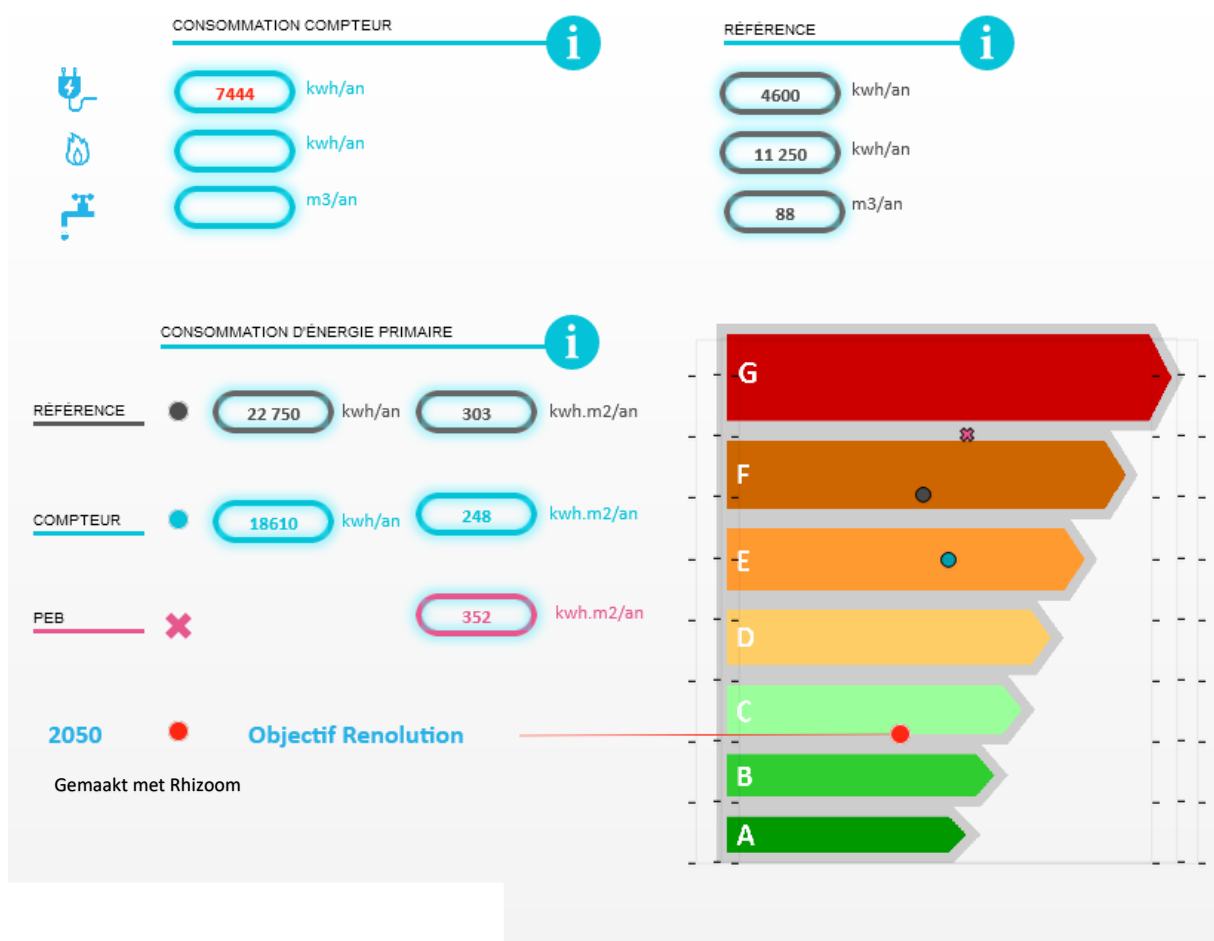 CONSOMMATION COMPTEUR
i
RÉFÉRENCE
i
7444 kwh/an
4600 kwh/an
kwh/an
11 250 kwh/an
m3/an
88 m3/an
CONSOMMATION D'ÉNERGIE PRIMAIRE
i
RÉFÉRENCE 22 750 kwh/an 303 kwh.m2/an
COMPTEUR 18610 kwh/an 248 kwh.m2/an
PEB 352 kwh.m2/an
2050 Objectif Renolution
Gemaakt met Rhizoom
G
F
E
D
C
B
A